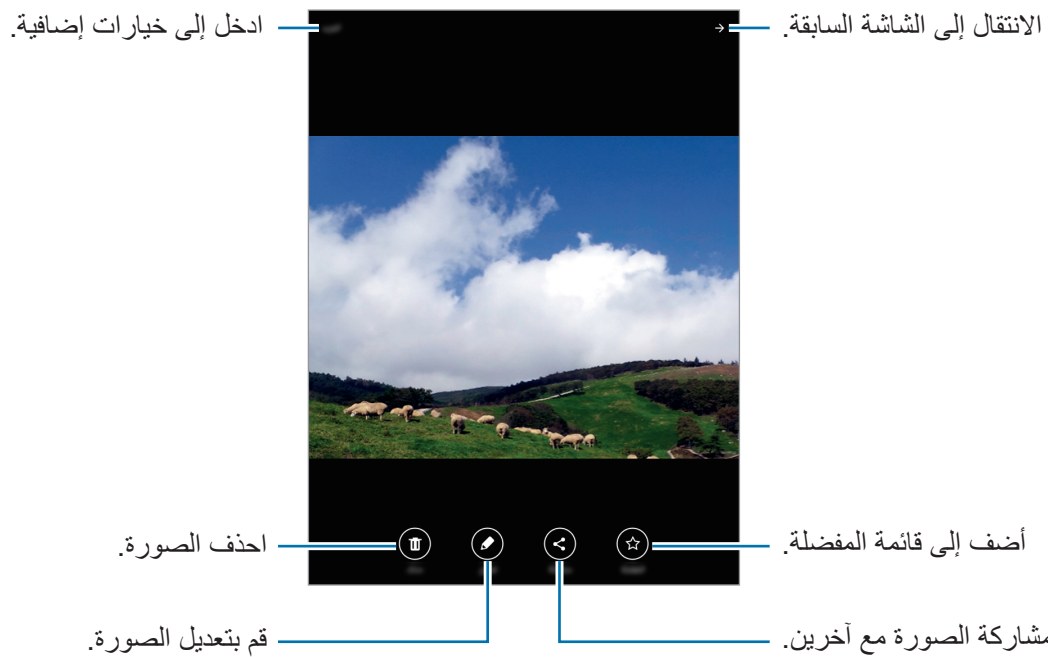 الانتقال إلى الشاشة السابقة.
ادخل إلى خيارات إضافية.
أضف إلى قائمة المفضلة.
احذف الصورة.
مشاركة الصورة مع آخرين.
قم بتعديل الصورة.